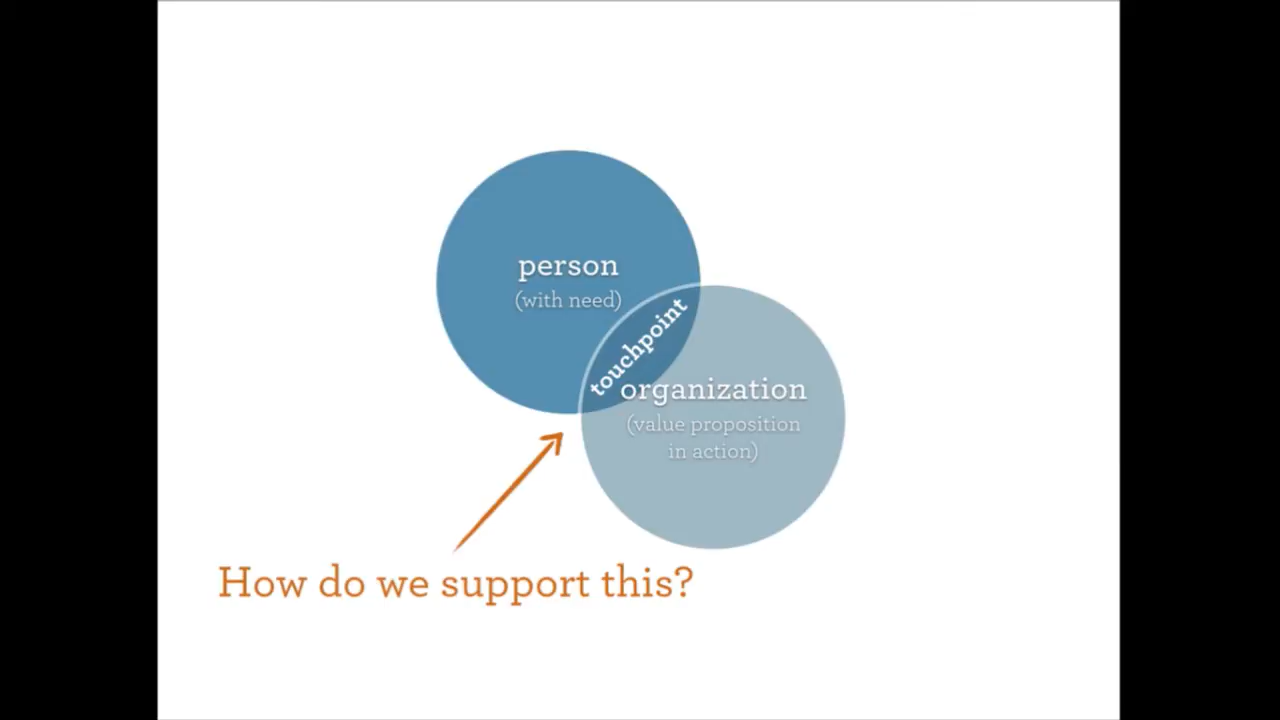 person
(with need)
touchpoint
organization
(value proposition
in action)
How do we support this?